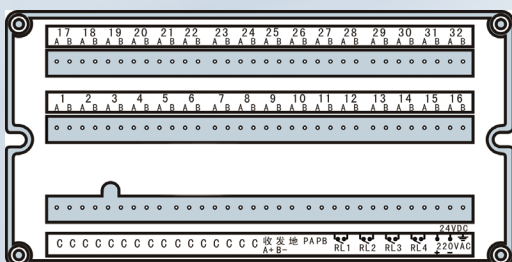 17 18 19 20 21 22 23 24 25 26 27 28 29 30 31 32
A B A B A B A B A B A B A B A B A B A B A B A B A B A B A B A B
1 2 3 4 5 6 7 8 9 10 11 12 13 14 15 16
A B A B A B A B A B A B A B A B A B A B A B A B A B A B A B A B
24VDC
C C C C C C C C C C C C C C C C 收 发 地 PAPB RL1 RL2 RL3 RL4 220VAC
A+B- + −